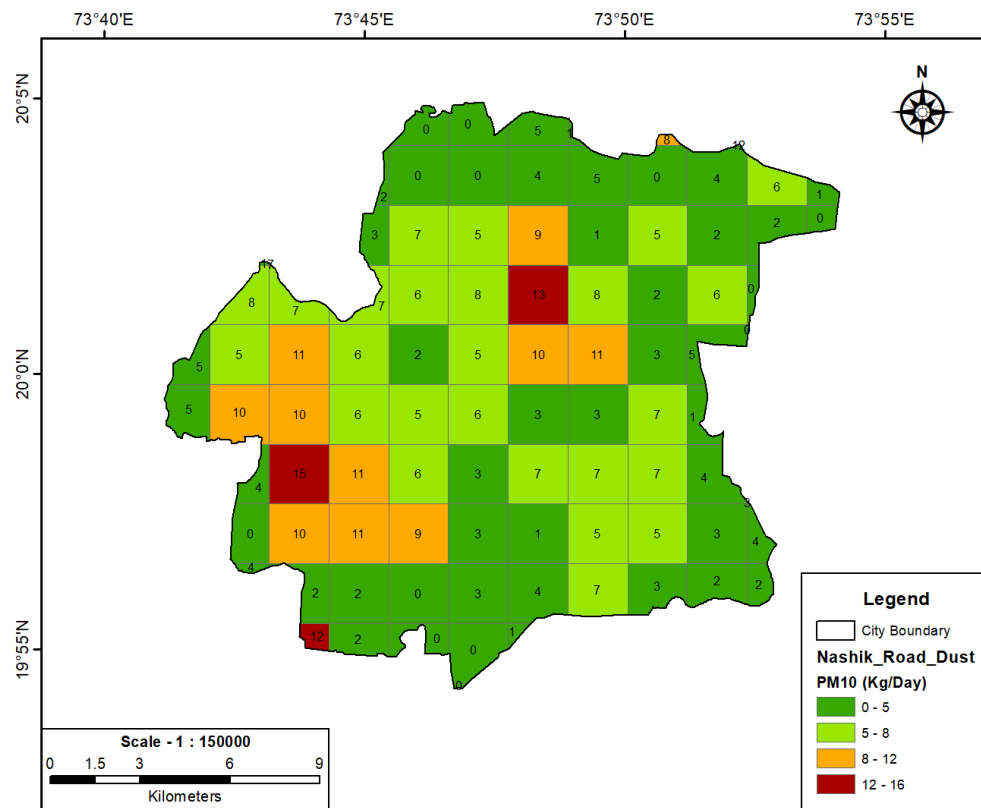 73°40'E 73°45'E 73°50'E 73°55'E
N
20°5'N
20°0'N
19°55'N
0 0 5 1 8 12
0 0 4 5 0 4 6 1
2
3 7 5 9 1 5 2 2 0
17
8 7 7 6 8 13 8 2 6 0
0
5 5 11 6 2 5 10 11 3 5
5 10 10 6 5 6 3 3 7 1
4 15 11 6 3 7 7 7 4
3
0 10 11 9 3 1 5 5 3 4
4
2 2 0 3 4 7 3 2 2
12 2 0 0 1
0
Legend
City Boundary
Nashik_Road_Dust
PM10 (Kg/Day)
0 - 5
5 - 8
8 - 12
12 - 16
Scale - 1 : 150000
0 1.5 3 6 9
Kilometers